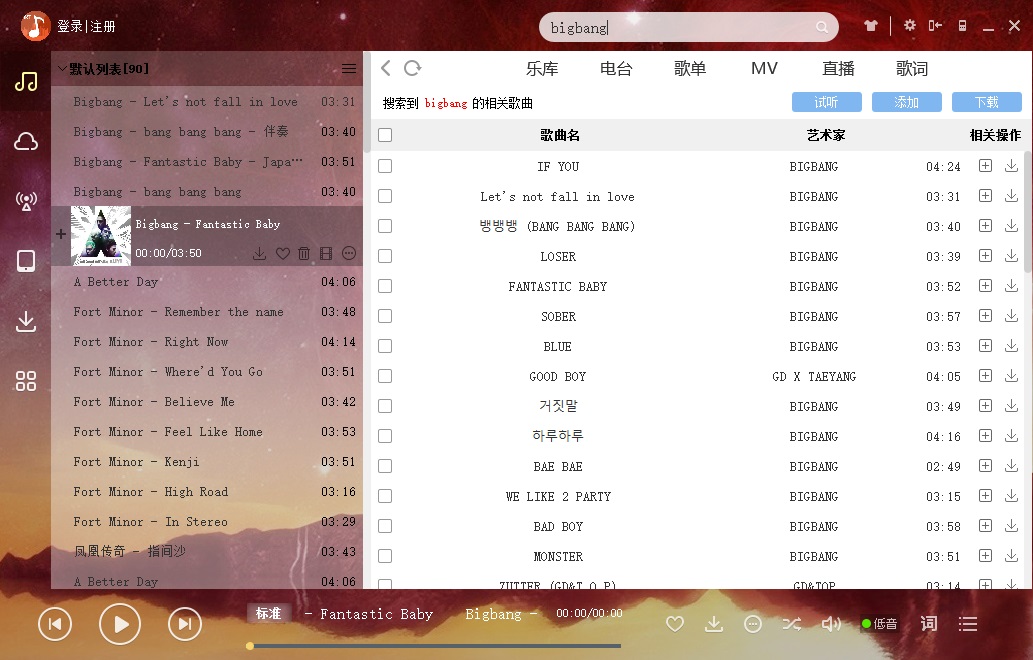 登录|注册
bigbang
默认列表[90]
Bigbang - Let's not fall in love 03:31
Bigbang - bang bang bang - 伴奏 03:40
Bigbang - Fantastic Baby - Japa… 03:51
Bigbang - bang bang bang 03:40
Bigbang - Fantastic Baby
00:00/03:50
A Better Day 04:06
Fort Minor - Remember the name 03:48
Fort Minor - Right Now 04:14
Fort Minor - Where'd You Go 03:51
Fort Minor - Believe Me 03:42
Fort Minor - Feel Like Home 03:53
Fort Minor - Kenji 03:51
Fort Minor - High Road 03:16
Fort Minor - In Stereo 03:29
凤凰传奇 - 指间沙 03:43
A Better Day 04:06
乐库 电台 歌单 MV 直播 歌词
搜索到 bigbang 的相关歌曲 试听 添加 下载
歌曲名 艺术家 相关操作
IF YOU BIGBANG 04:24
Let's not fall in love BIGBANG 03:31
뱅뱅뱅 (BANG BANG BANG) BIGBANG 03:40
LOSER BIGBANG 03:39
FANTASTIC BABY BIGBANG 03:52
SOBER BIGBANG 03:57
BLUE BIGBANG 03:53
GOOD BOY GD X TAEYANG 04:05
거짓말 BIGBANG 03:49
하루하루 BIGBANG 04:16
BAE BAE BIGBANG 02:49
WE LIKE 2 PARTY BIGBANG 03:15
BAD BOY BIGBANG 03:58
MONSTER BIGBANG 03:51
ZUTTER (GD&T.O.P) GD&TOP 03:14
标准 - Fantastic Baby Bigbang - 00:00/00:00
低音 词